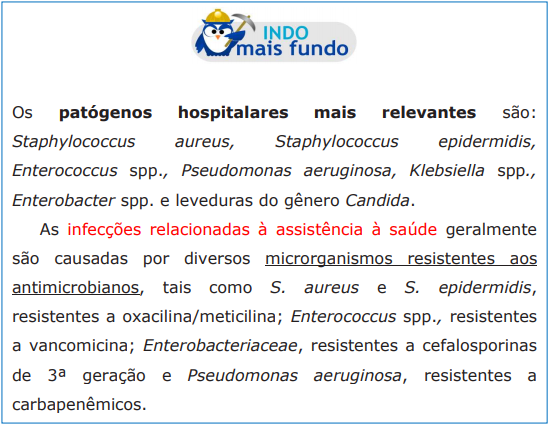 INDO
mais fundo
Os patógenos hospitalares mais relevantes são:
Staphylococcus aureus, Staphylococcus epidermidis,
Enterococcus spp., Pseudomonas aeruginosa, Klebsiella spp.,
Enterobacter spp. e leveduras do gênero Candida.
As infecções relacionadas à assistência à saúde geralmente
são causadas por diversos microrganismos resistentes aos
antimicrobianos, tais como S. aureus e S. epidermidis,
resistentes a oxacilina/meticilina; Enterococcus spp., resistentes
a vancomicina; Enterobacteriaceae, resistentes a cefalosporinas
de 3ª geração e Pseudomonas aeruginosa, resistentes a
carbapenêmicos.